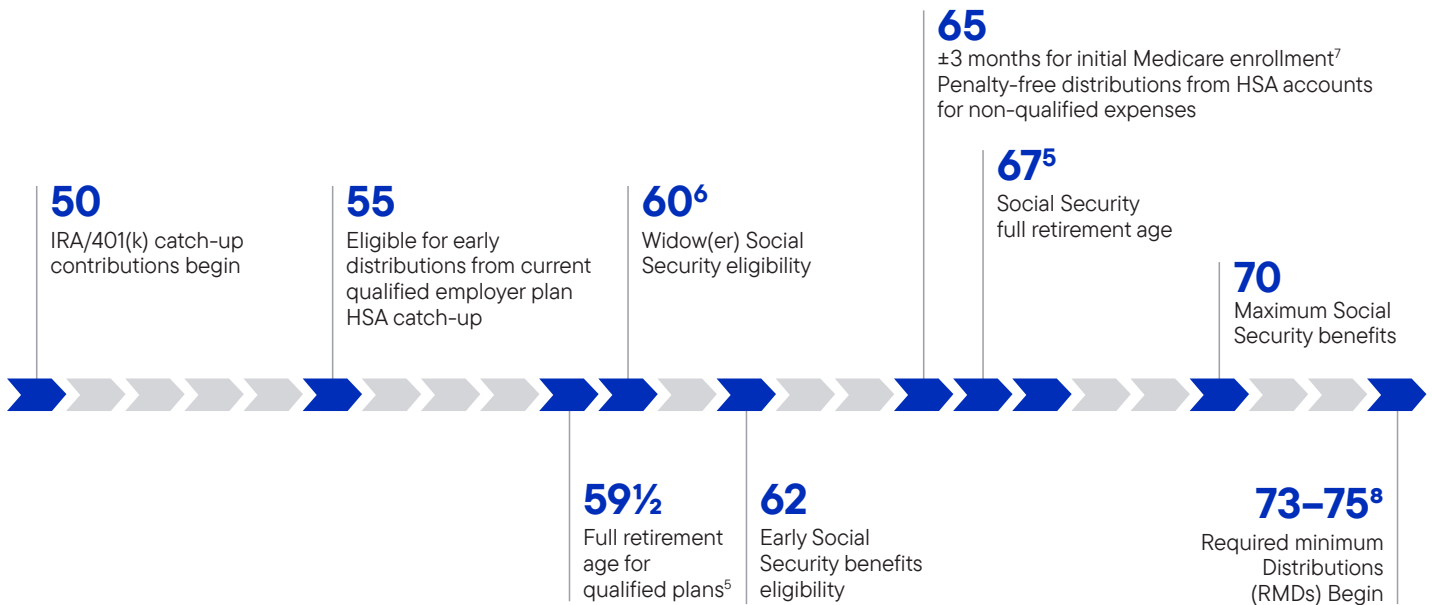 50
IRA/401(k) catch-up
contributions begin
55
Eligible for early
distributions from current
qualified employer plan
HSA catch-up
59½
Full retirement
age for
qualified plans⁵
60⁶
Widow(er) Social
Security eligibility
62
Early Social
Security benefits
eligibility
65
±3 months for initial Medicare enrollment⁷
Penalty-free distributions from HSA accounts
for non-qualified expenses
67⁵
Social Security
full retirement age
70
Maximum Social
Security benefits
73–75⁸
Required minimum
Distributions
(RMDs) Begin